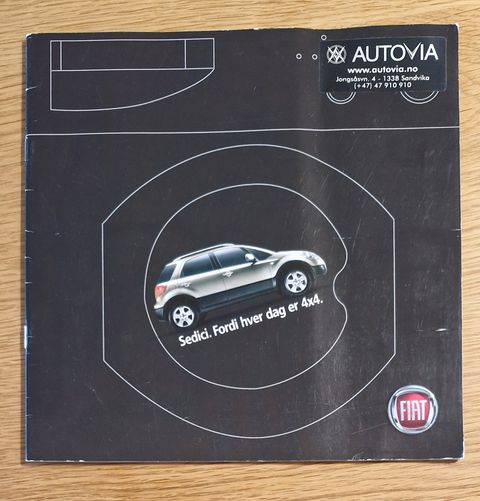 AUTOVIA
www.autovia.no
Jongsåsvn. 4 - 1338 Sandvika
(+47) 47 910 910
Sedici. Fordi hver dag er 4x4.
FIAT